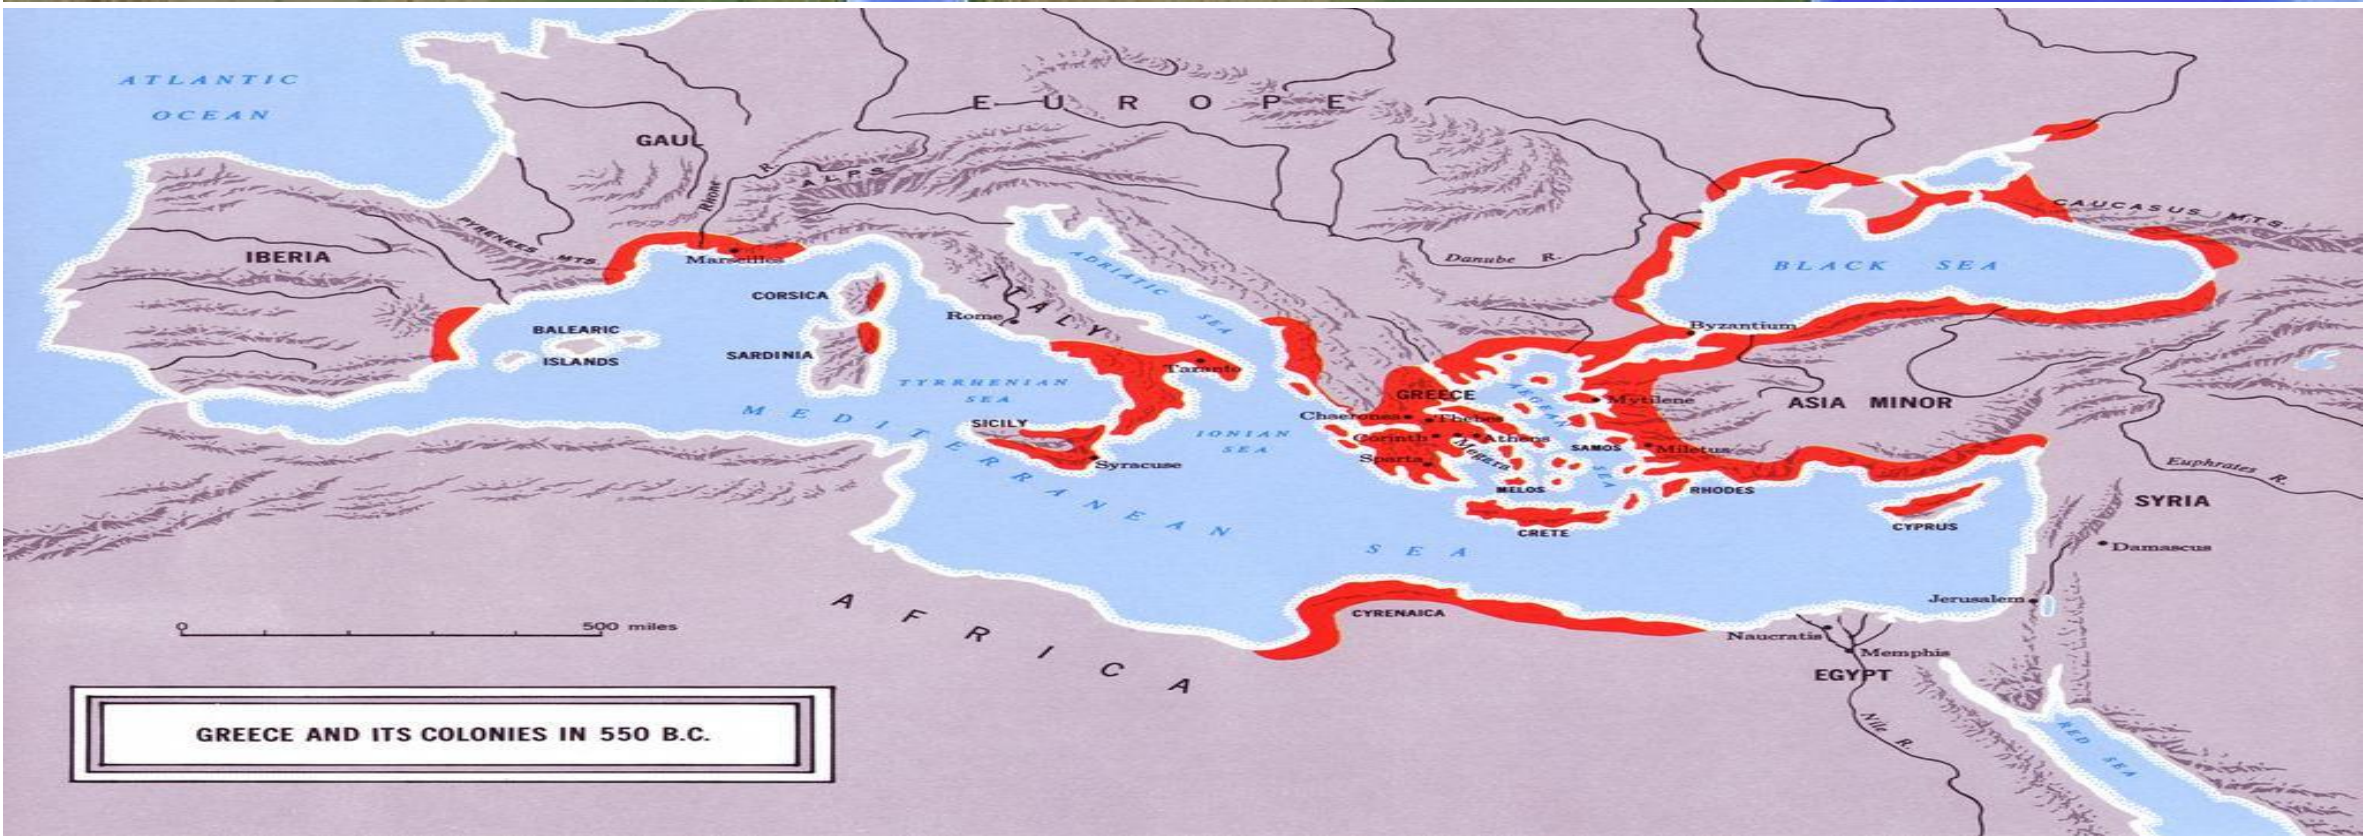 ATLANTIC
OCEAN
EUROPE
GAUL
Rhone R.
ALPS
PYRENEES MTS.
CAUCASUS MTS.
IBERIA
Marseilles
ADRIATIC
SEA
Danube R.
BLACK SEA
CORSICA
ITALY
Rome
BALEARIC
ISLANDS
SARDINIA
Byzantium
Taranto
TYRRHENIAN
SEA
GREECE
AEGEAN
SEA
Mytilene
ASIA MINOR
MEDITERRANEAN
SEA
SICILY
Chaeronea
Thebes
IONIAN
SEA
Corinth
Athens
Megara
SAMOS
Miletus
Sparta
Syracuse
MELOS
RHODES
Euphrates R.
SYRIA
CRETE
CYPRUS
Damascus
AFRICA
CYRENAICA
Jerusalem
0 500 miles
Naucratis
Memphis
EGYPT
Nile R.
RED SEA
GREECE AND ITS COLONIES IN 550 B.C.